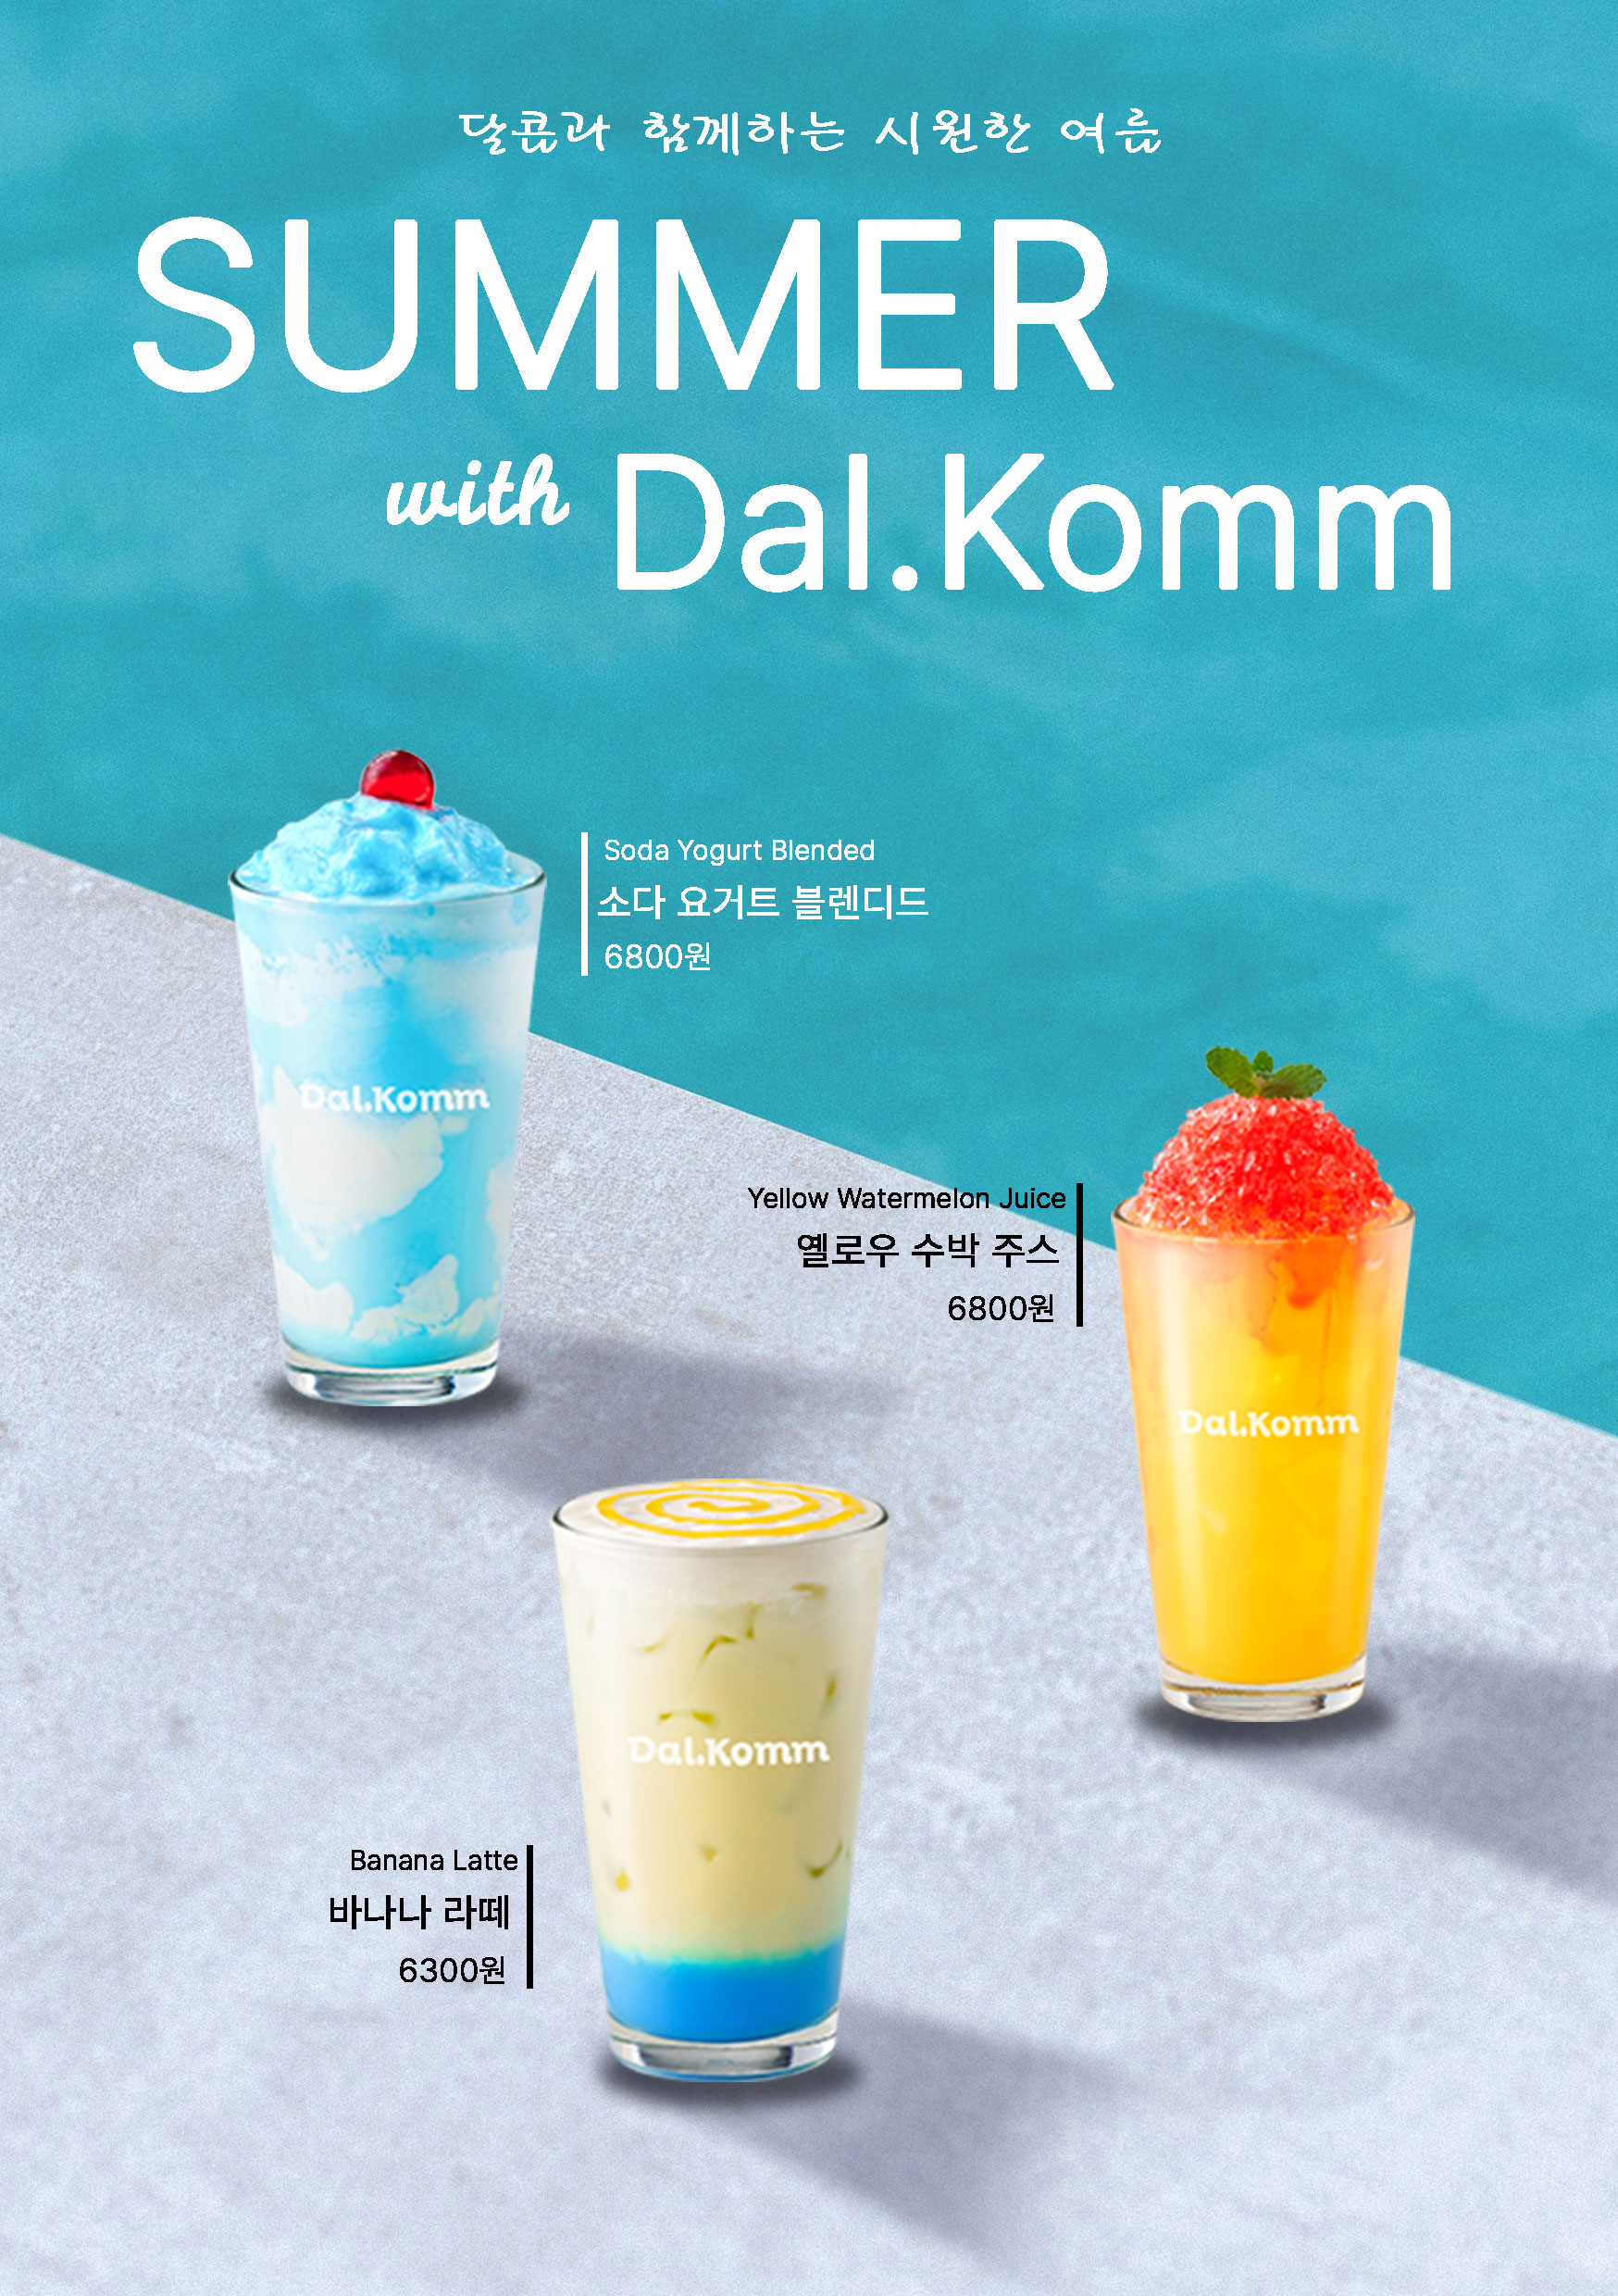 달콤과 함께하는 시원한 여름
SUMMER
with Dal.Komm
Soda Yogurt Blended
소다 요거트 블렌디드
6800원
Dal.Komm
Yellow Watermelon Juice
옐로우 수박 주스
6800원
Dal.Komm
Dal.Komm
Banana Latte
바나나 라떼
6300원